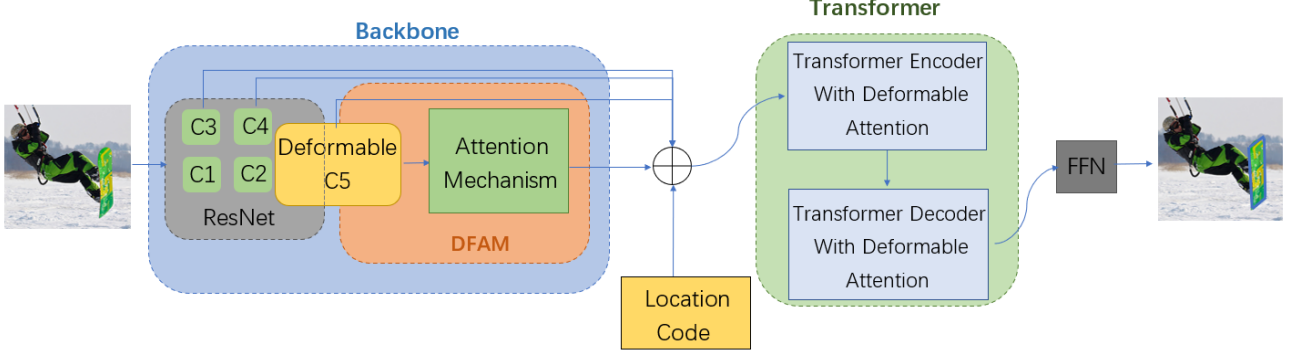 Transformer
Backbone
C3
C4
C1
C2
ResNet
Deformable
C5
Attention
Mechanism
DFAM
Location
Code
Transformer Encoder
With Deformable
Attention
Transformer Decoder
With Deformable
Attention
FFN